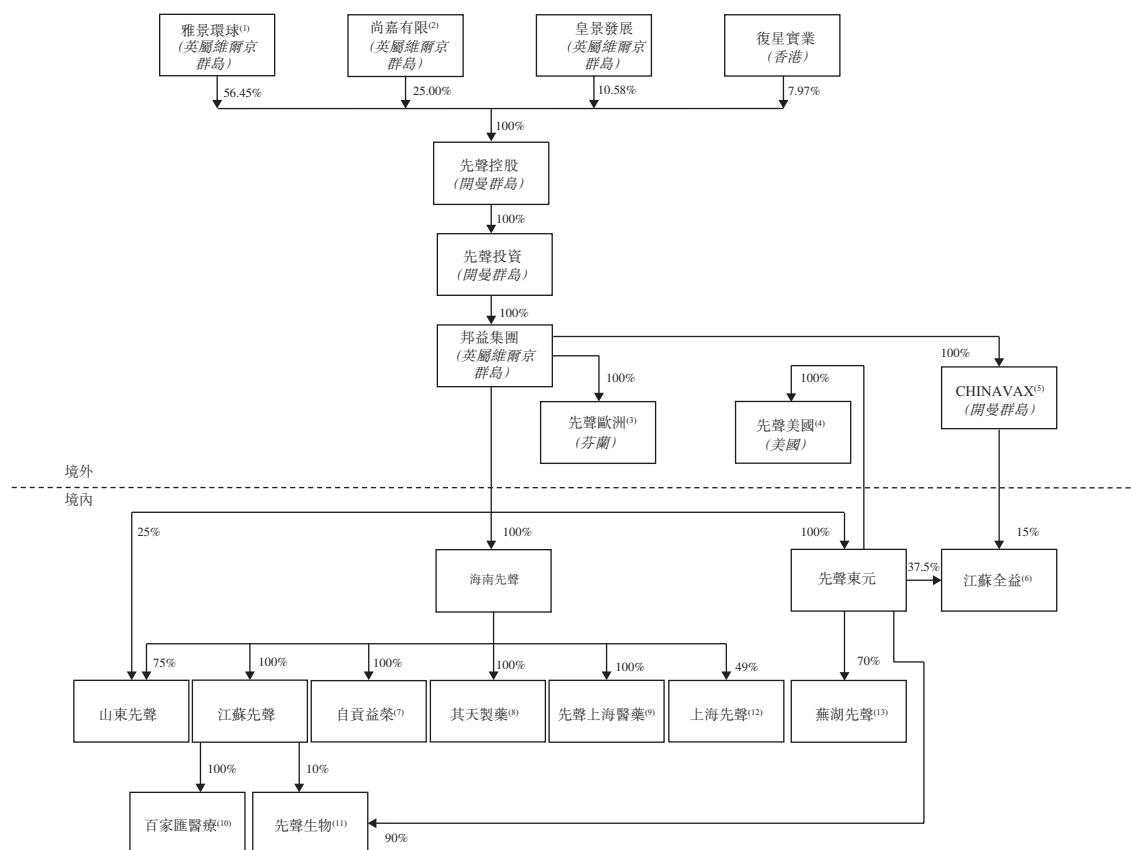 雅景環球(1)
(英屬維爾京
群島)
尚嘉有限(2)
(英屬維爾京
群島)
皇景發展
(英屬維爾京
群島)
復星實業
(香港)
56.45%
25.00%
10.58%
7.97%
100%
先聲控股
(開曼群島)
100%
先聲投資
(開曼群島)
100%
邦益集團
(英屬維爾京
群島)
100%
100%
100%
先聲歐洲(3)
(芬蘭)
先聲美國(4)
(美國)
CHINAVAX(5)
(開曼群島)
境外
境內
25%
100%
100%
15%
海南先聲
先聲東元
37.5%
江蘇全益(6)
75%
100%
100%
100%
100%
49%
70%
山東先聲
江蘇先聲
自貢益榮(7)
其天製藥(8)
先聲上海醫藥(9)
上海先聲(12)
蕪湖先聲(13)
100%
10%
百家匯醫療(10)
先聲生物(11)
90%